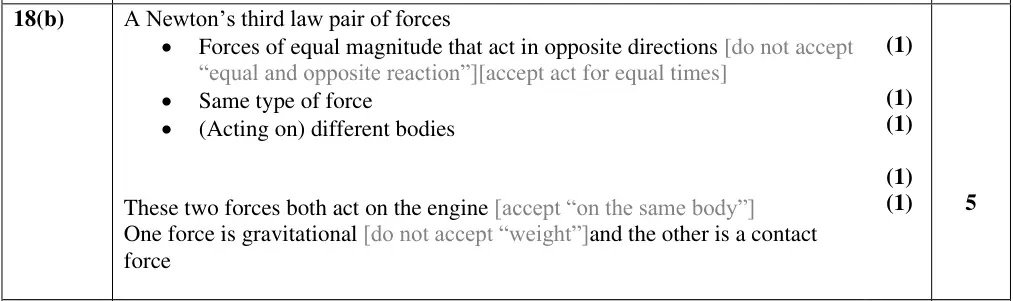 18(b) A Newton’s third law pair of forces
• Forces of equal magnitude that act in opposite directions [do not accept (1)
“equal and opposite reaction”][accept act for equal times]
• Same type of force (1)
• (Acting on) different bodies (1)
(1)
These two forces both act on the engine [accept “on the same body”] (1) 5
One force is gravitational [do not accept “weight”]and the other is a contact
force